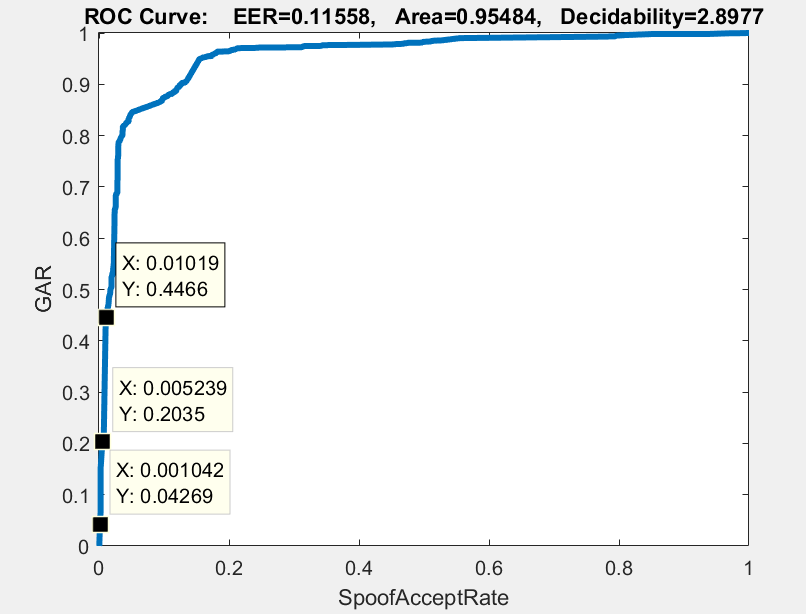 ROC Curve: EER=0.11558, Area=0.95484, Decidability=2.8977
1
0.9
0.8
0.7
0.6
0.5
0.4
0.3
0.2
0.1
0
GAR
X: 0.01019
Y: 0.4466
X: 0.005239
Y: 0.2035
X: 0.001042
Y: 0.04269
0 0.2 0.4 0.6 0.8 1
SpoofAcceptRate